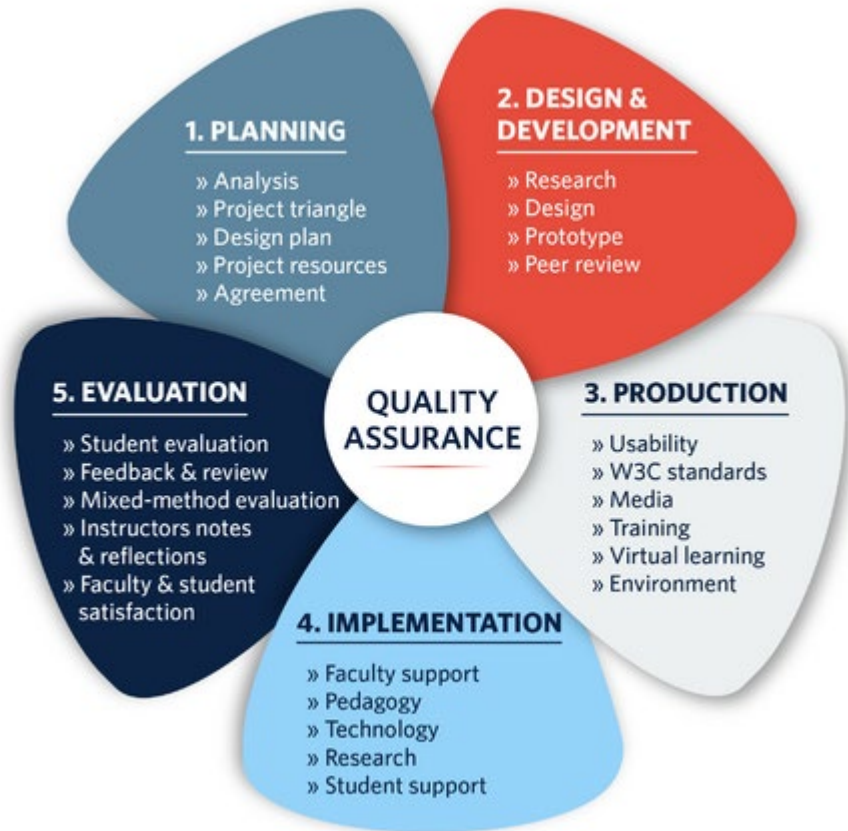 1. PLANNING
» Analysis
» Project triangle
» Design plan
» Project resources
» Agreement
2. DESIGN &
DEVELOPMENT
» Research
» Design
» Prototype
» Peer review
3. PRODUCTION
» Usability
» W3C standards
» Media
» Training
» Virtual learning
» Environment
4. IMPLEMENTATION
» Faculty support
» Pedagogy
» Technology
» Research
» Student support
5. EVALUATION
» Student evaluation
» Feedback & review
» Mixed-method evaluation
» Instructors notes
& reflections
» Faculty & student
satisfaction
QUALITY
ASSURANCE